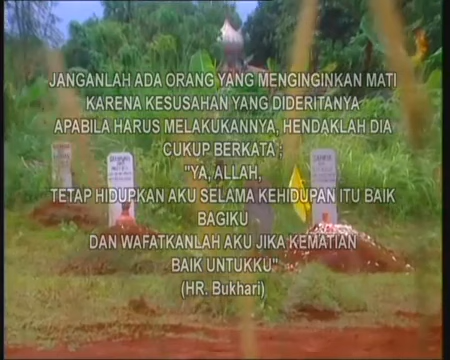 JANGANLAH ADA ORANG YANG MENGINGINKAN MATI
KARENA KESUSAHAN YANG DIDERITANYA
APABILA HARUS MELAKUKANNYA, HENDAKLAH DIA
CUKUP BERKATA ;
"YA, ALLAH,
TETAP HIDUPKAN AKU SELAMA KEHIDUPAN ITU BAIK
BAGIKU
DAN WAFATKANLAH AKU JIKA KEMATIAN
BAIK UNTUKKU"
(HR. Bukhari)